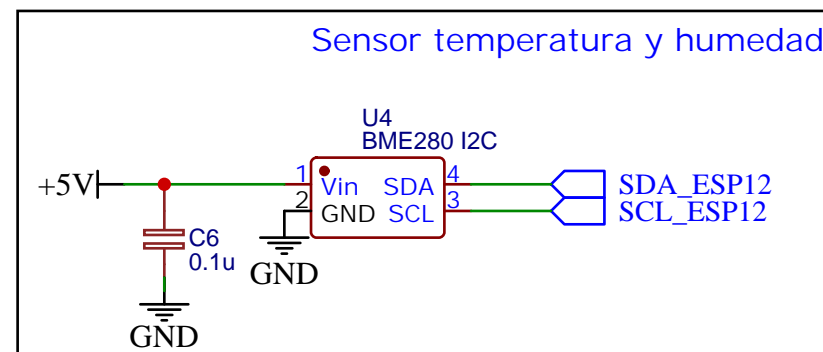 Sensor temperatura y humedad
U4
BME280 I2C
+5V
1
Vin
SDA
4
SDA_ESP12
2
GND
SCL
3
SCL_ESP12
C6
0.1u
GND
GND